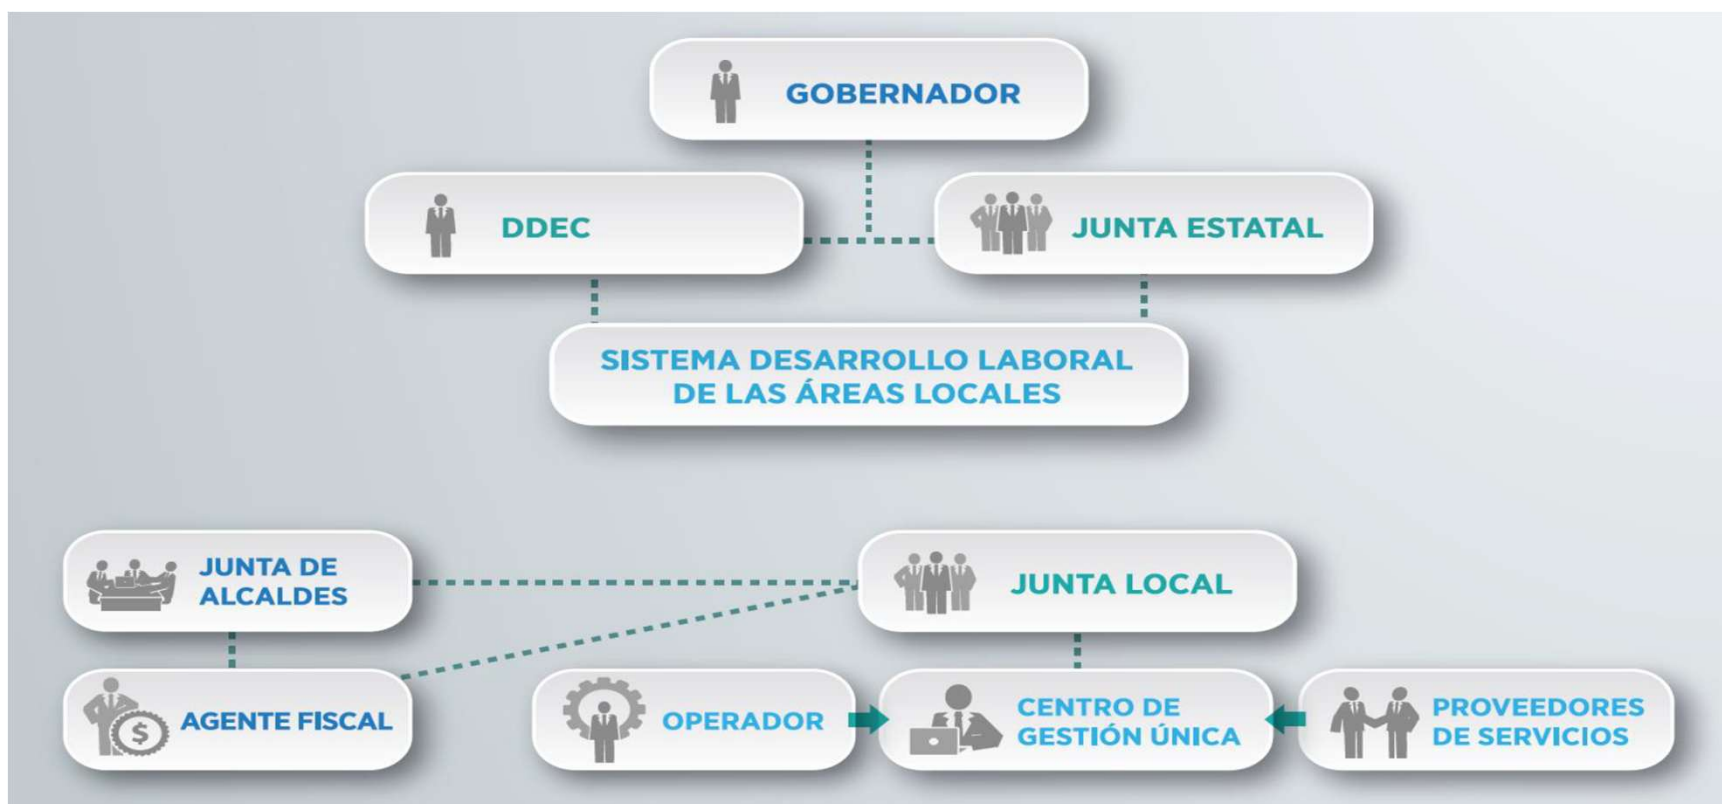 GOBERNADOR
DDEC
JUNTA ESTATAL
SISTEMA DESARROLLO LABORAL
DE LAS ÁREAS LOCALES
JUNTA DE
ALCALDES
JUNTA LOCAL
AGENTE FISCAL
$
OPERADOR
CENTRO DE
GESTIÓN ÚNICA
PROVEEDORES
DE SERVICIOS